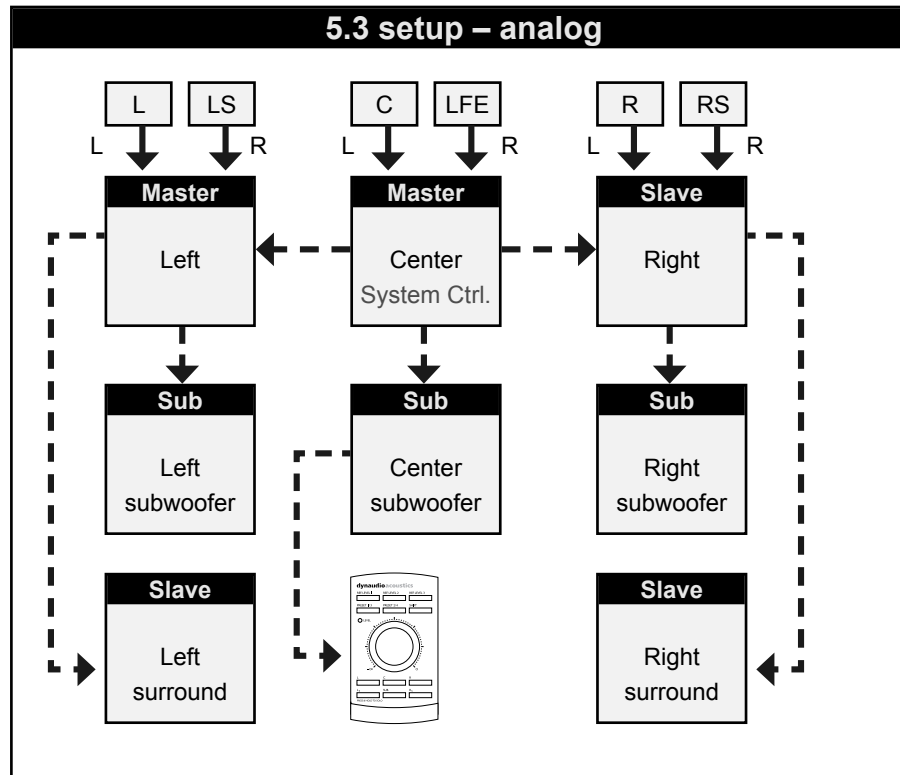 5.3 setup – analog
L LS C LFE R RS
L R L R L R
Master Master Slave
Left Center Right
System Ctrl.
Sub Sub Sub
Left Center Right
subwoofer subwoofer subwoofer
Slave dynaudioacoustics Slave
Left Right
surround surround